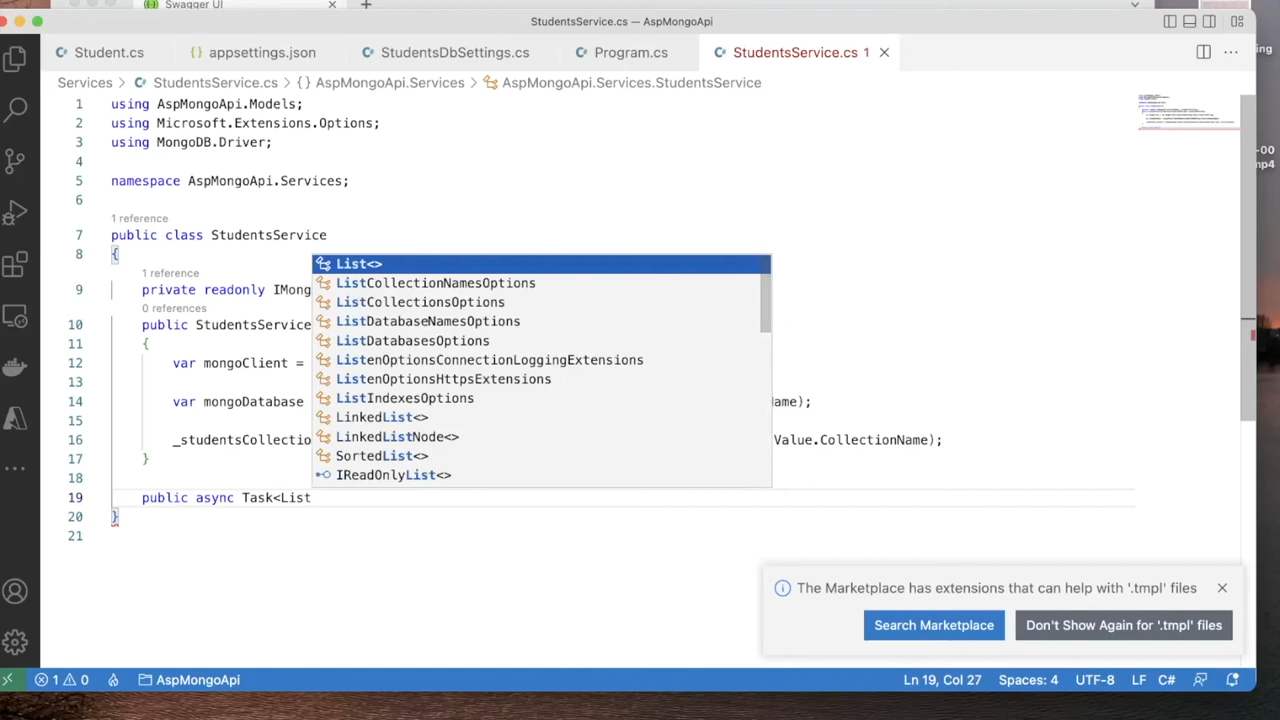 Swagger UI
StudentsService.cs — AspMongoApi
Student.cs appsettings.json StudentsDbSettings.cs Program.cs StudentsService.cs 1
Services > StudentsService.cs > {} AspMongoApi.Services > AspMongoApi.Services.StudentsService
1 using AspMongoApi.Models;
2 using Microsoft.Extensions.Options;
3 using MongoDB.Driver;
4
5 namespace AspMongoApi.Services;
6
1 reference
7 public class StudentsService
8 {
List<>
1 reference
ListCollectionNamesOptions
9 private readonly IMong
ListCollectionsOptions
0 references
10 public StudentsService
ListDatabaseNamesOptions
11 {
ListDatabasesOptions
12 var mongoClient =
ListenOptionsConnectionLoggingExtensions
13
ListenOptionsHttpsExtensions
14 var mongoDatabase ame);
ListIndexesOptions
15
LinkedList<>
16 _studentsCollectio Value.CollectionName);
LinkedListNode<>
17 }
SortedList<>
18
IReadOnlyList<>
19 public async Task<List
20 }
21
The Marketplace has extensions that can help with '.tmpl' files
Search Marketplace Don't Show Again for '.tmpl' files
1 0 AspMongoApi Ln 19, Col 27 Spaces: 4 UTF-8 LF C#
ing
-00
mp4